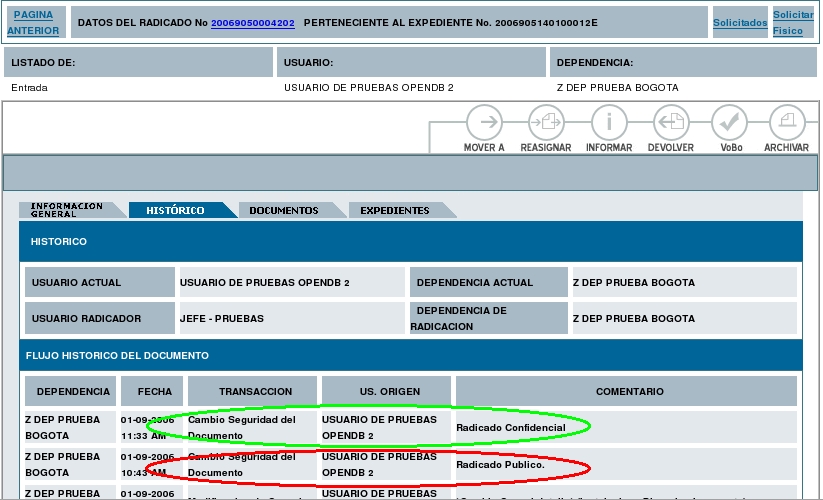 PAGINA ANTERIOR
DATOS DEL RADICADO No 20069050004202 PERTENECIENTE AL EXPEDIENTE No. 2006905140100012E
Solicitados
Solicitar Fisico
LISTADO DE: USUARIO: DEPENDENCIA:
Entrada USUARIO DE PRUEBAS OPENDB 2 Z DEP PRUEBA BOGOTA
MOVER A REASIGNAR INFORMAR DEVOLVER VoBo ARCHIVAR
INFORMACION GENERAL HISTÓRICO DOCUMENTOS EXPEDIENTES
HISTORICO
USUARIO ACTUAL USUARIO DE PRUEBAS OPENDB 2 DEPENDENCIA ACTUAL Z DEP PRUEBA BOGOTA
USUARIO RADICADOR JEFE - PRUEBAS DEPENDENCIA DE RADICACION Z DEP PRUEBA BOGOTA
FLUJO HISTORICO DEL DOCUMENTO
DEPENDENCIA FECHA TRANSACCION US. ORIGEN COMENTARIO
Z DEP PRUEBA 01-09-2006 Cambio Seguridad del USUARIO DE PRUEBAS Radicado Confidencial
BOGOTA 11:33 AM Documento OPENDB 2
Z DEP PRUEBA 01-09-2006 Cambio Seguridad del USUARIO DE PRUEBAS Radicado Publico.
BOGOTA 10:43 AM Documento OPENDB 2
Z DEP PRUEBA 01-09-2006 USUARIO DE PRUEBAS